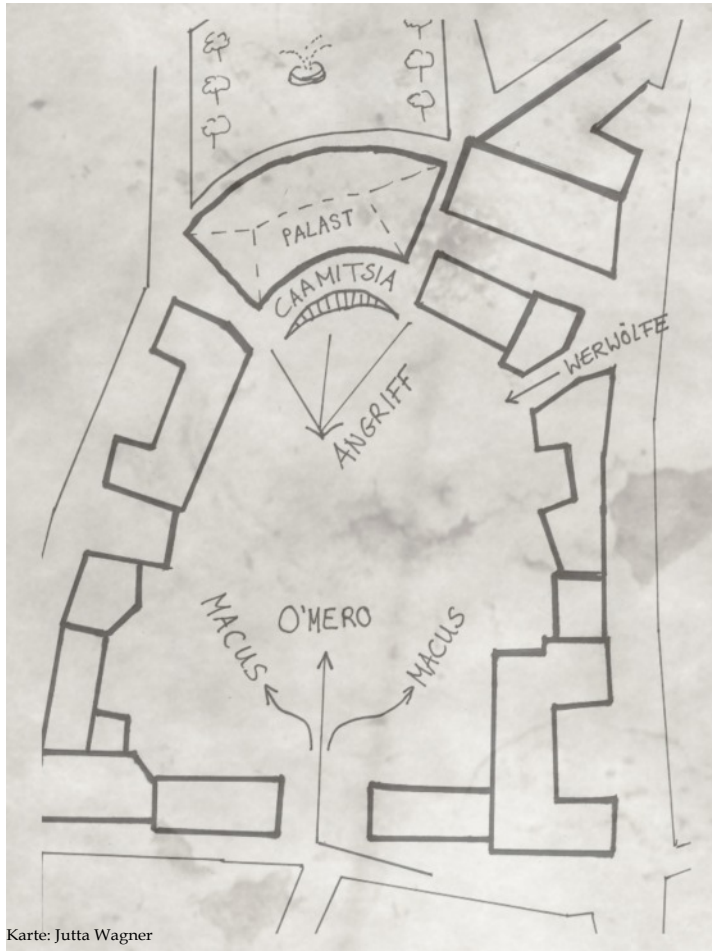 PALAST
CAAMITSIA
WERWÖLFE
ANGRIFF
MACUS
O'MERO
MACUS
Karte: Jutta Wagner